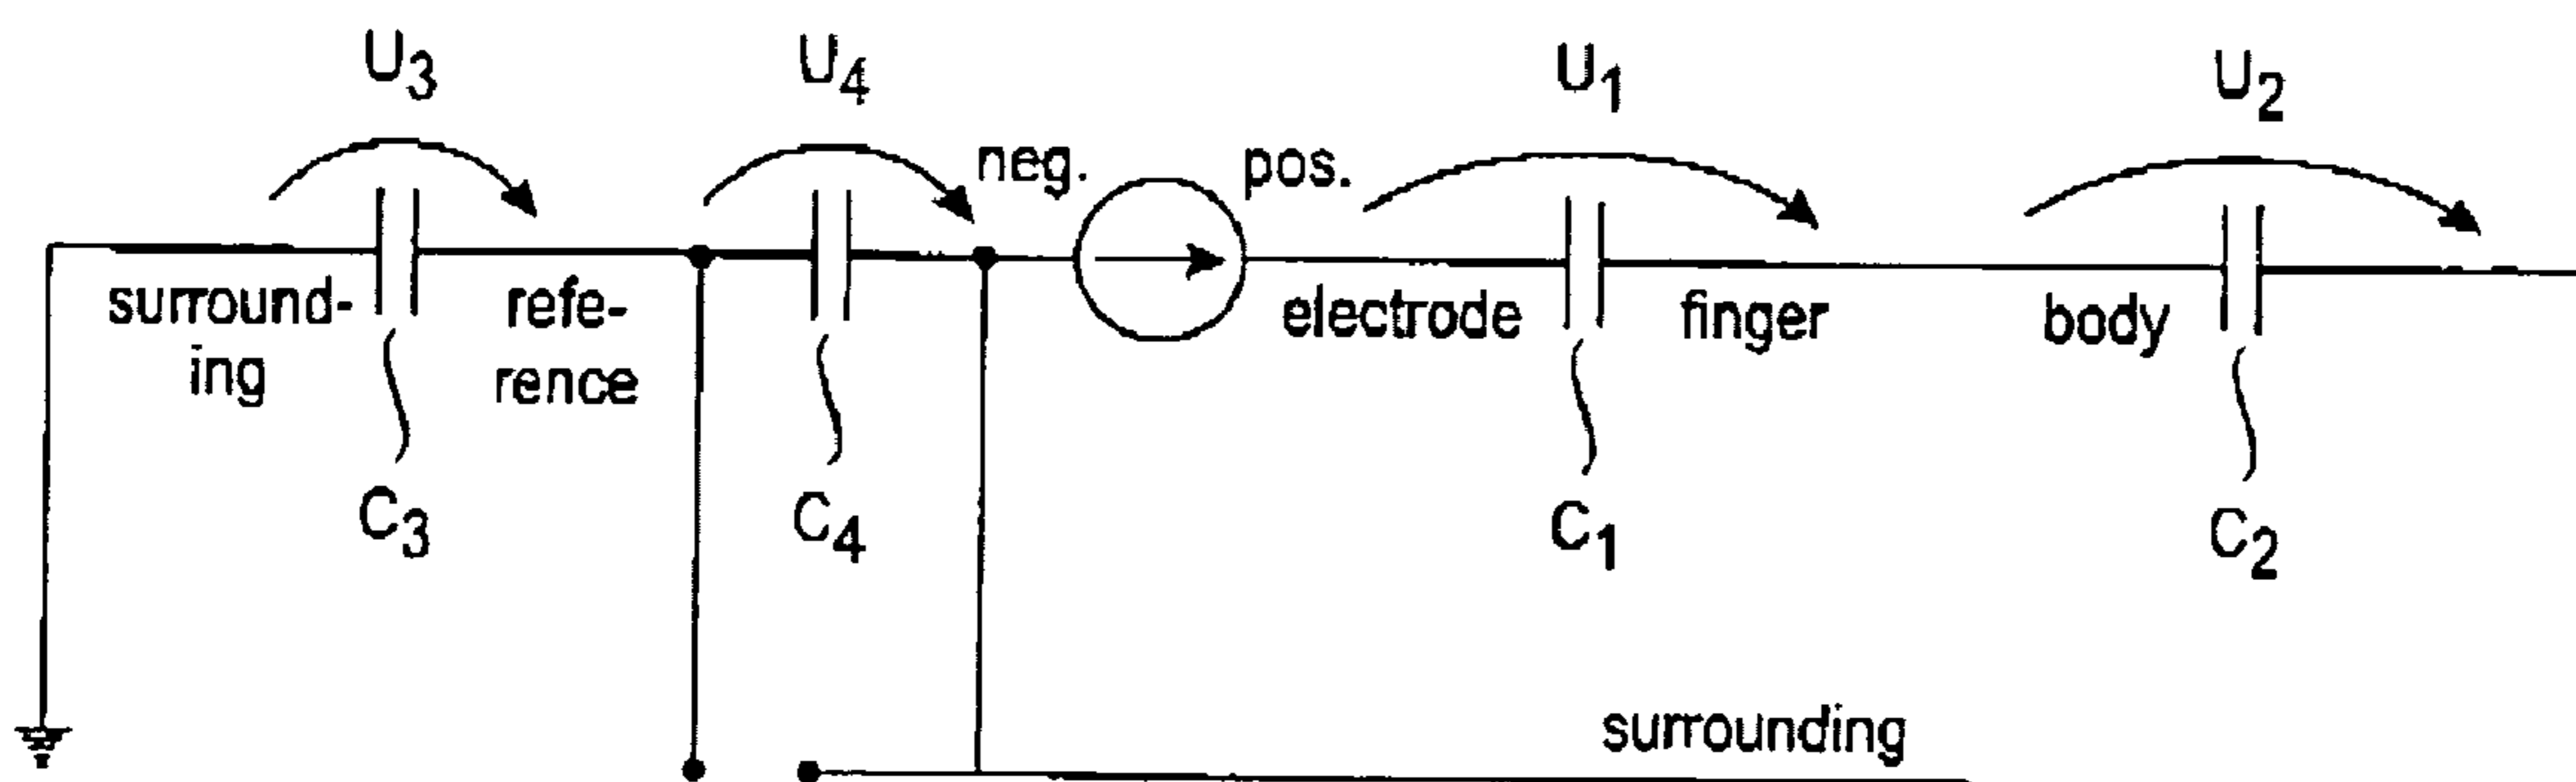 U3
U4
U1
U2
neg.
pos.
surround-
ing
refe-
rence
electrode
finger
body
C3
C4
C1
C2
surrounding